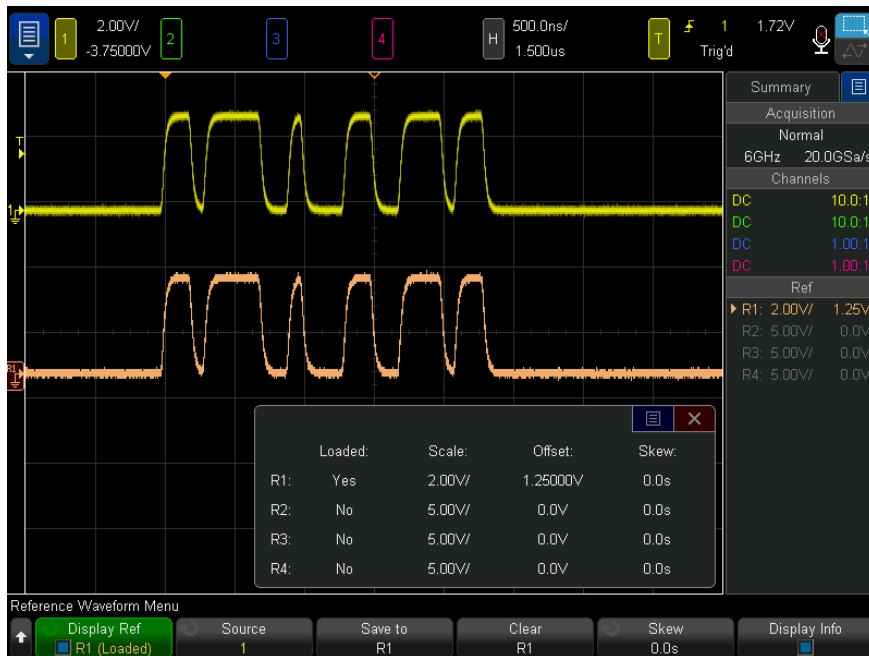 1 2.00V/ 2 3 4 H 500.0ns/ T 1 1.72V
-3.75000V 1.500us Trig'd
Summary
Acquisition
Normal
6GHz 20.0GSa/s
Channels
DC 10.0:1
DC 10.0:1
DC 1.00:1
DC 1.00:1
Ref
R1: 2.00V/ 1.25V
R2: 5.00V/ 0.0V
R3: 5.00V/ 0.0V
R4: 5.00V/ 0.0V
T
1
R1
Loaded: Scale: Offset: Skew:
R1: Yes 2.00V/ 1.25000V 0.0s
R2: No 5.00V/ 0.0V 0.0s
R3: No 5.00V/ 0.0V 0.0s
R4: No 5.00V/ 0.0V 0.0s
Reference Waveform Menu
Display Ref Source Save to Clear Skew Display Info
R1 (Loaded) 1 R1 R1 0.0s